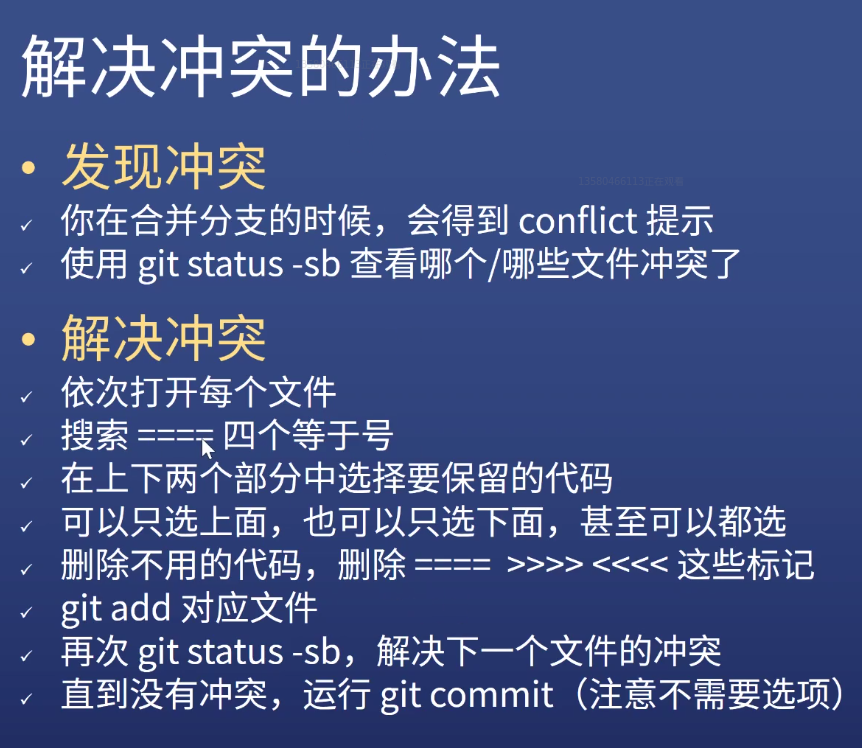 解决冲突的办法
• 发现冲突
✓ 你在合并分支的时候，会得到 conflict 提示
✓ 使用 git status -sb 查看哪个/哪些文件冲突了
• 解决冲突
✓ 依次打开每个文件
✓ 搜索 ==== 四个等于号
✓ 在上下两个部分中选择要保留的代码
✓ 可以只选上面，也可以只选下面，甚至可以都选
✓ 删除不用的代码，删除 ==== >>>> <<<< 这些标记
✓ git add 对应文件
✓ 再次 git status -sb，解决下一个文件的冲突
✓ 直到没有冲突，运行 git commit（注意不需要选项）